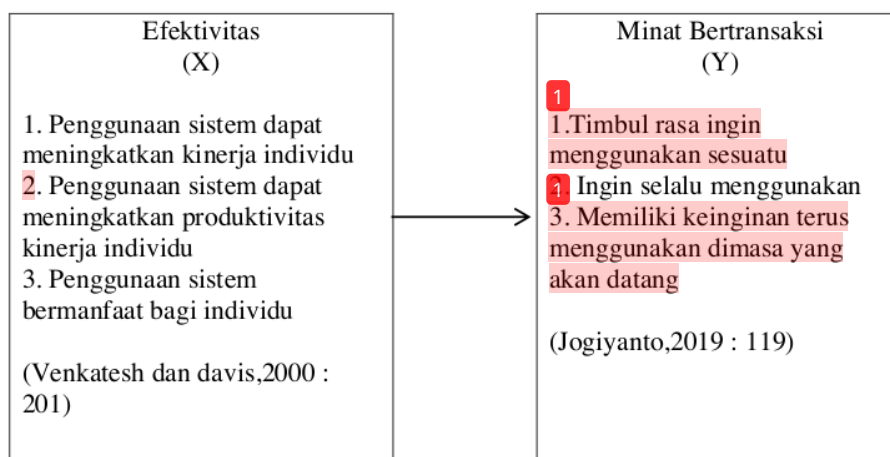 Efektivitas
(X)
1. Penggunaan sistem dapat
meningkatkan kinerja individu
2. Penggunaan sistem dapat
meningkatkan produktivitas
kinerja individu
3. Penggunaan sistem
bermanfaat bagi individu
(Venkatesh dan davis,2000 :
201)
Minat Bertransaksi
(Y)
1
1.Timbul rasa ingin
menggunakan sesuatu
1
2. Ingin selalu menggunakan
3. Memiliki keinginan terus
menggunakan dimasa yang
akan datang
(Jogiyanto,2019 : 119)